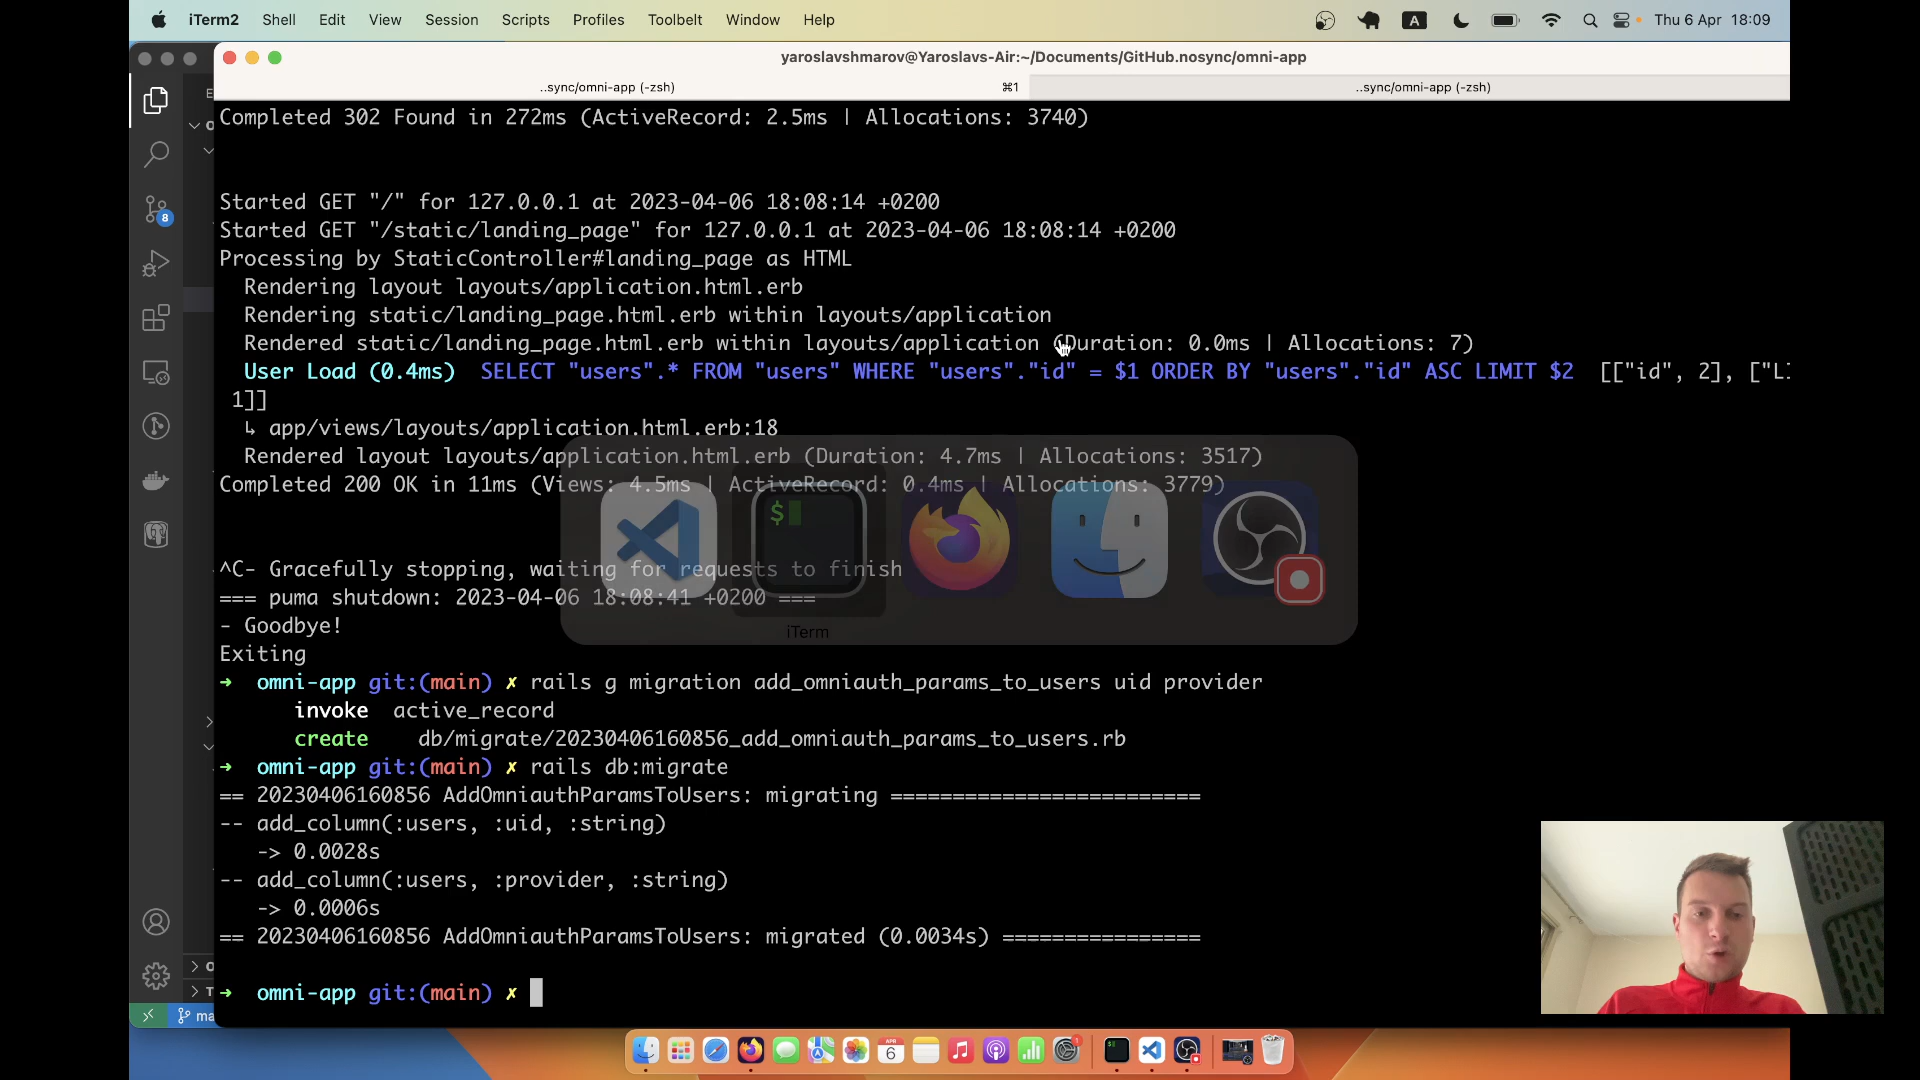 iTerm2 Shell Edit View Session Scripts Profiles Toolbelt Window Help A Thu 6 Apr 18:09
yaroslavshmarov@Yaroslavs-Air:~/Documents/GitHub.nosync/omni-app
..sync/omni-app (-zsh) ⌘1 ..sync/omni-app (-zsh)
Completed 302 Found in 272ms (ActiveRecord: 2.5ms | Allocations: 3740)
Started GET "/" for 127.0.0.1 at 2023-04-06 18:08:14 +0200
Started GET "/static/landing_page" for 127.0.0.1 at 2023-04-06 18:08:14 +0200
Processing by StaticController#landing_page as HTML
Rendering layout layouts/application.html.erb
Rendering static/landing_page.html.erb within layouts/application
Rendered static/landing_page.html.erb within layouts/application (Duration: 0.0ms | Allocations: 7)
User Load (0.4ms) SELECT "users".* FROM "users" WHERE "users"."id" = $1 ORDER BY "users"."id" ASC LIMIT $2 [["id", 2], ["LI
1]]
↳ app/views/layouts/application.html.erb:18
Rendered layout layouts/application.html.erb (Duration: 4.7ms | Allocations: 3517)
Completed 200 OK in 11ms (Views: 4.5ms | ActiveRecord: 0.4ms | Allocations: 3779)
^C- Gracefully stopping, waiting for requests to finish
=== puma shutdown: 2023-04-06 18:08:41 +0200 ===
- Goodbye!
Exiting
➜ omni-app git:(main) ✗ rails g migration add_omniauth_params_to_users uid provider
invoke active_record
create db/migrate/20230406160856_add_omniauth_params_to_users.rb
➜ omni-app git:(main) ✗ rails db:migrate
== 20230406160856 AddOmniauthParamsToUsers: migrating =========================
-- add_column(:users, :uid, :string)
-> 0.0028s
-- add_column(:users, :provider, :string)
-> 0.0006s
== 20230406160856 AddOmniauthParamsToUsers: migrated (0.0034s) ================
➜ omni-app git:(main) ✗
iTerm
8
$
E
O
O
T
ma
APR
6
1